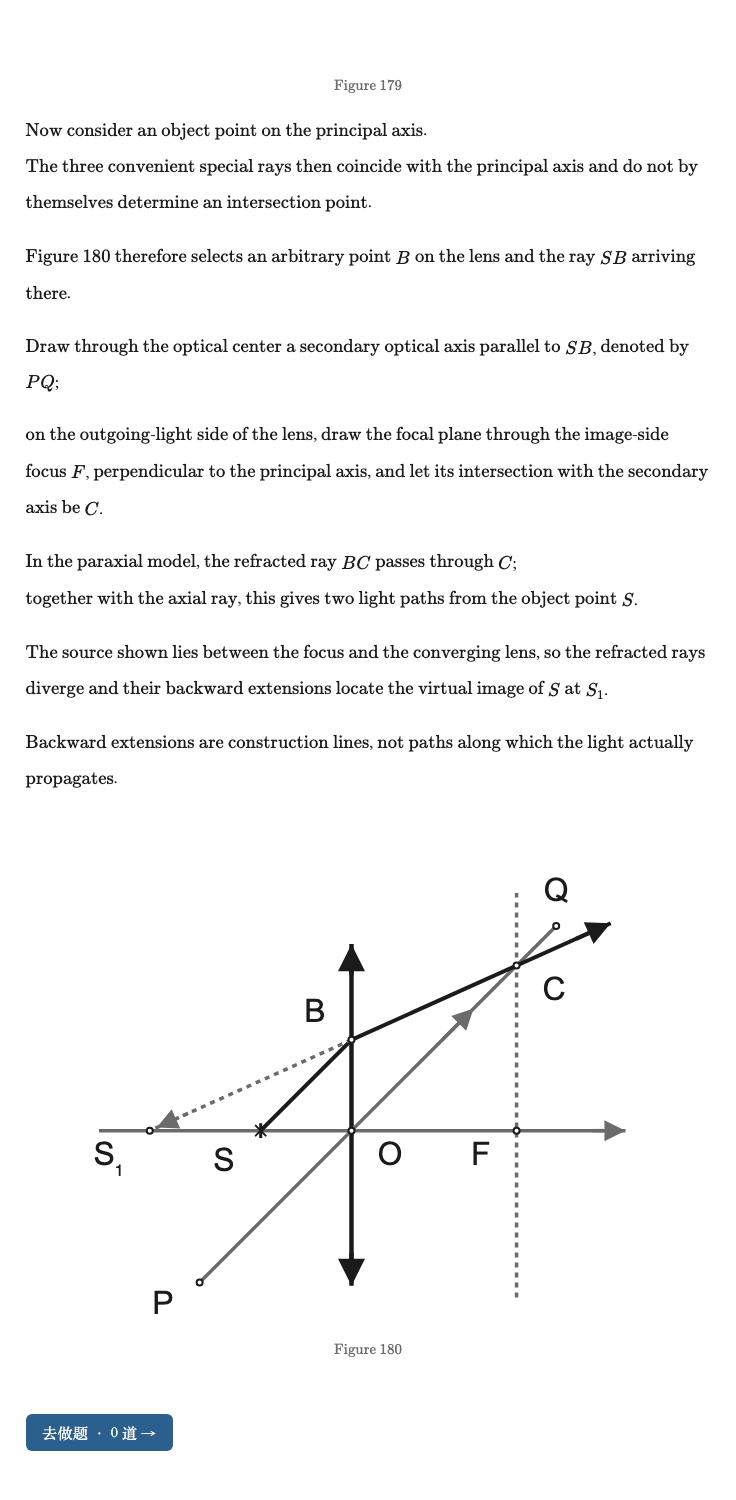 Figure 179
Now consider an object point on the principal axis.
The three convenient special rays then coincide with the principal axis and do not by
themselves determine an intersection point.
Figure 180 therefore selects an arbitrary point B on the lens and the ray SB arriving
there.
Draw through the optical center a secondary optical axis parallel to SB, denoted by
PQ;
on the outgoing-light side of the lens, draw the focal plane through the image-side
focus F, perpendicular to the principal axis, and let its intersection with the secondary
axis be C.
In the paraxial model, the refracted ray BC passes through C;
together with the axial ray, this gives two light paths from the object point S.
The source shown lies between the focus and the converging lens, so the refracted rays
diverge and their backward extensions locate the virtual image of S at S₁.
Backward extensions are construction lines, not paths along which the light actually
propagates.
Q
C
B
S₁
S
O
F
P
Figure 180
去做题 · 0 道 →